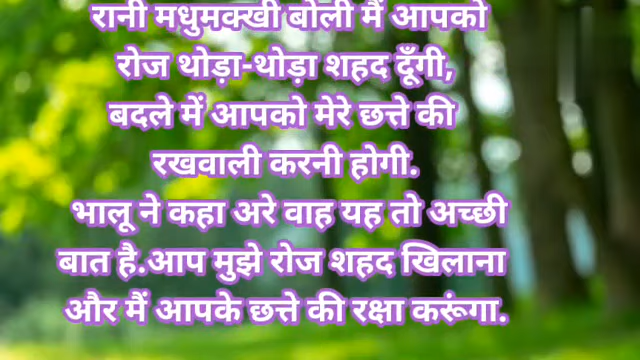 रानी मधुमक्खी बोली मैं आपको
रोज थोड़ा-थोड़ा शहद दूँगी,
बदले में आपको मेरे छत्ते की
रखवाली करनी होगी.
भालू ने कहा अरे वाह यह तो अच्छी
बात है.आप मुझे रोज शहद खिलाना
और मैं आपके छत्ते की रक्षा करूंगा.